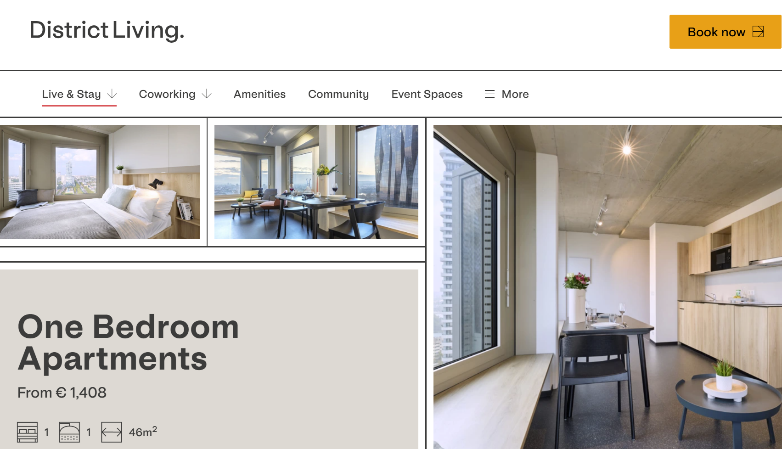 District Living.
Book now
Live & Stay
Coworking
Amenities
Community
Event Spaces
More
One Bedroom
Apartments
From € 1,408
1
1
46m²